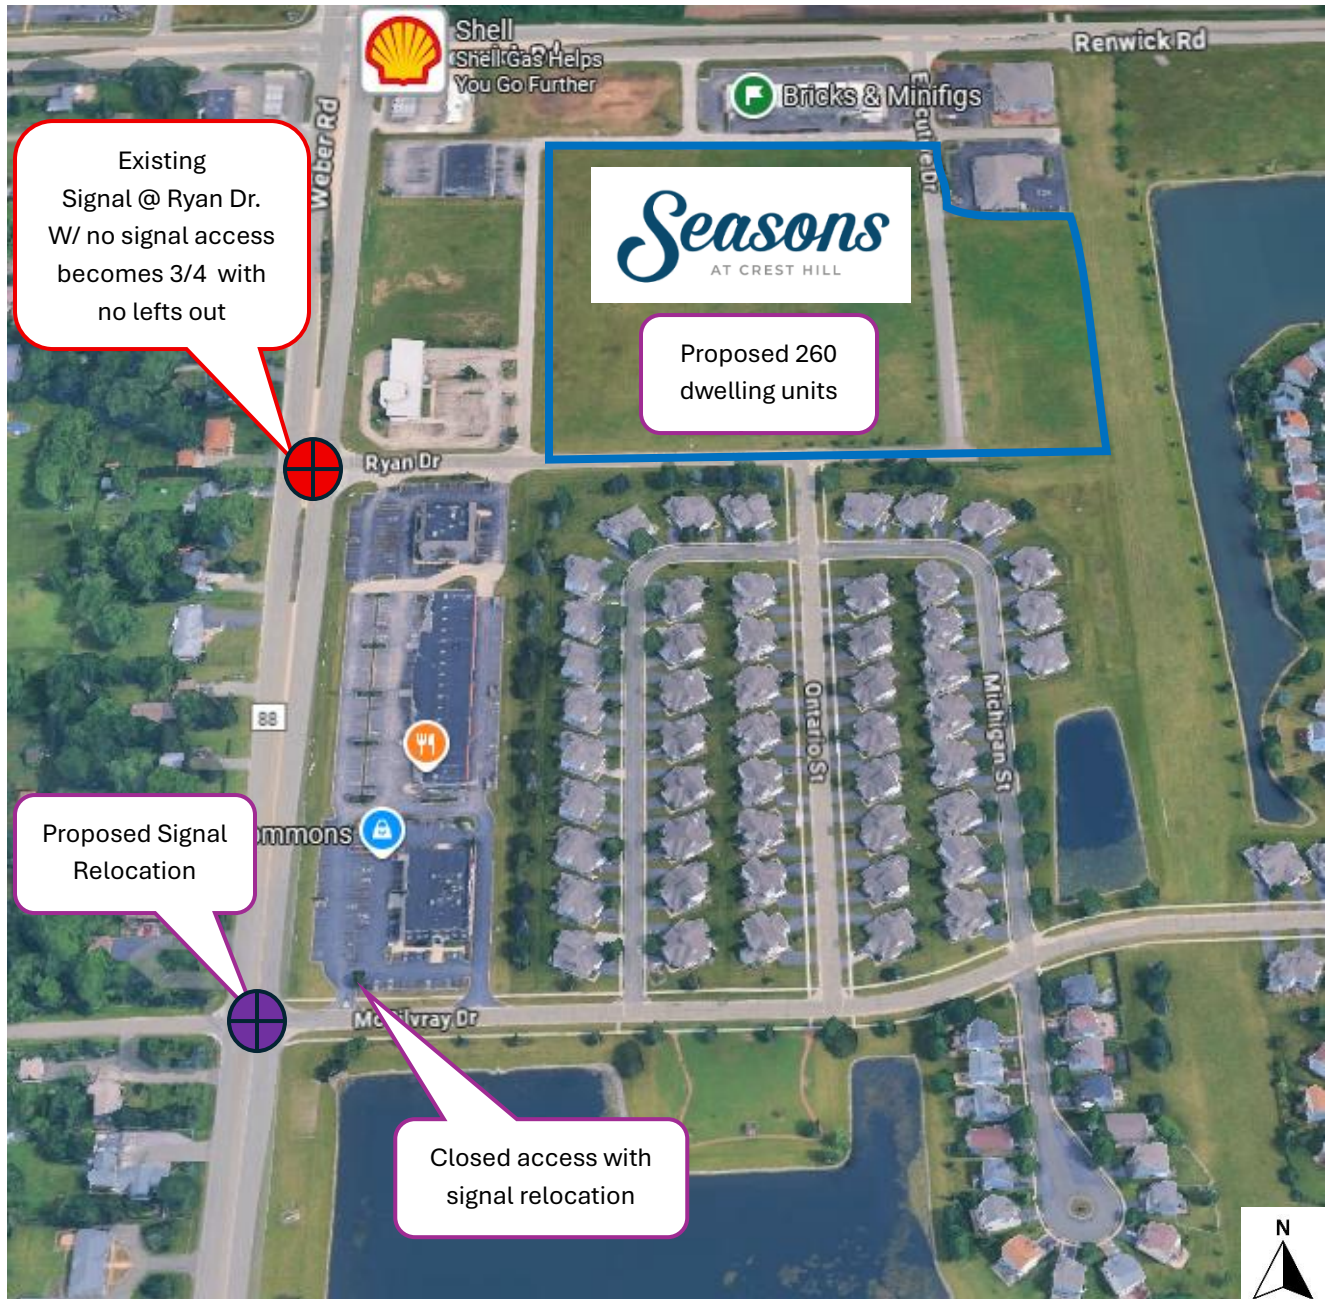 Shell
Shell Gas Helps
You Go Further
Renwick Rd
Bricks & Minifigs
Weber Rd
Existing
Signal @ Ryan Dr.
W/ no signal access
becomes 3/4 with
no lefts out
Seasons
AT CREST HILL
Proposed 260
dwelling units
Ryan Dr
88
Ontario St
Michigan St
Proposed Signal
Relocation
Closed access with
signal relocation
N